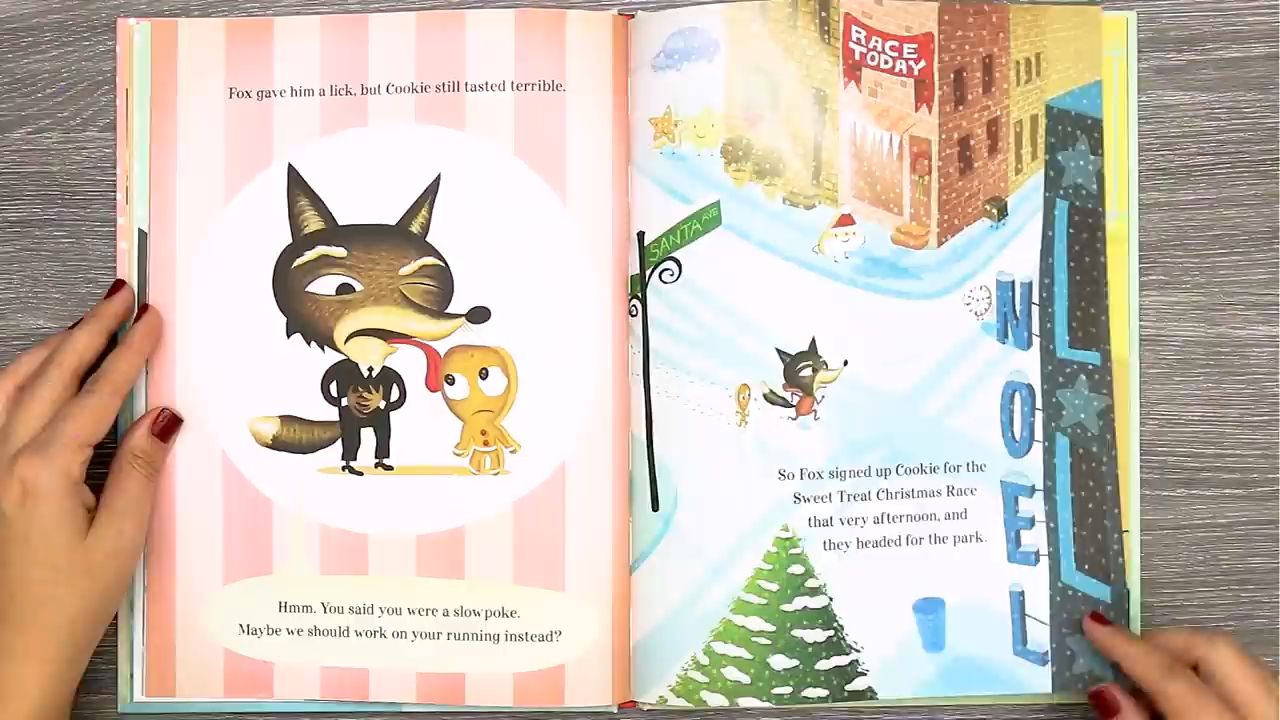 Fox gave him a lick, but Cookie still tasted terrible.
Hmm. You said you were a slowpoke.
Maybe we should work on your running instead?
RACE
TODAY
SANTA AVE
NOEL
So Fox signed up Cookie for the
Sweet Treat Christmas Race
that very afternoon, and
they headed for the park.